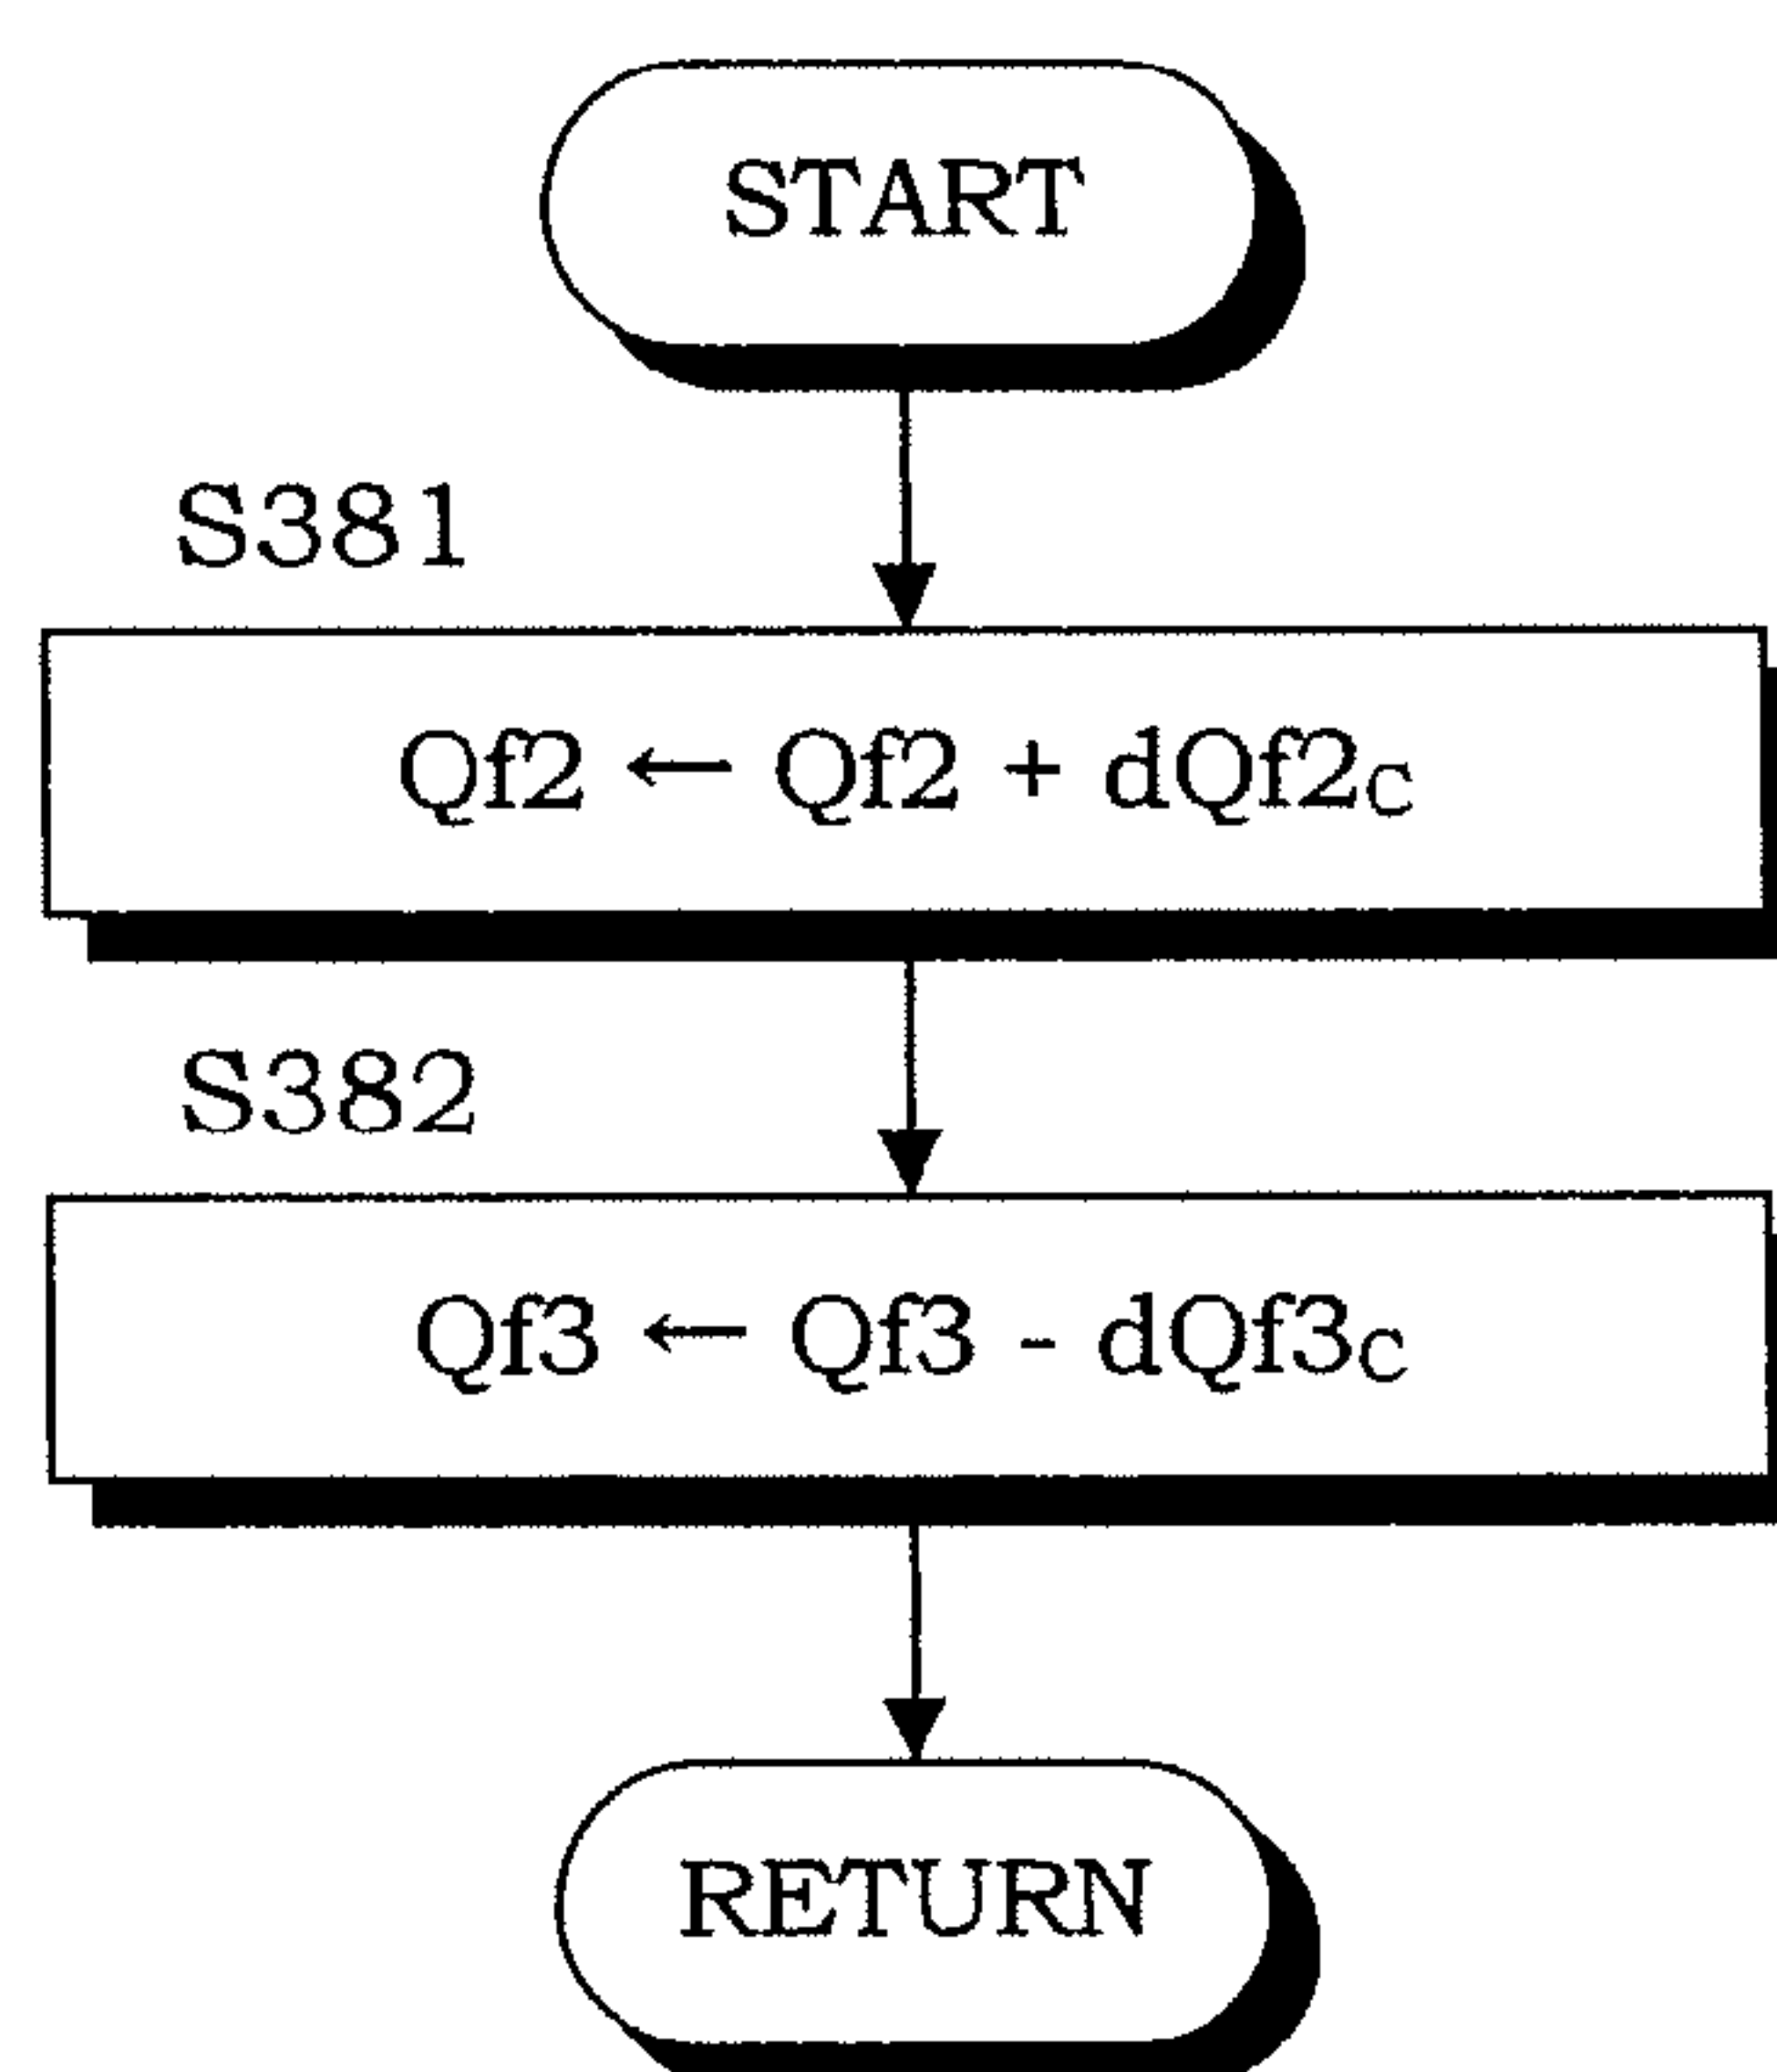 START
S381
Qf2 ← Qf2 + dQf2c
S382
Qf3 ← Qf3 - dQf3c
RETURN